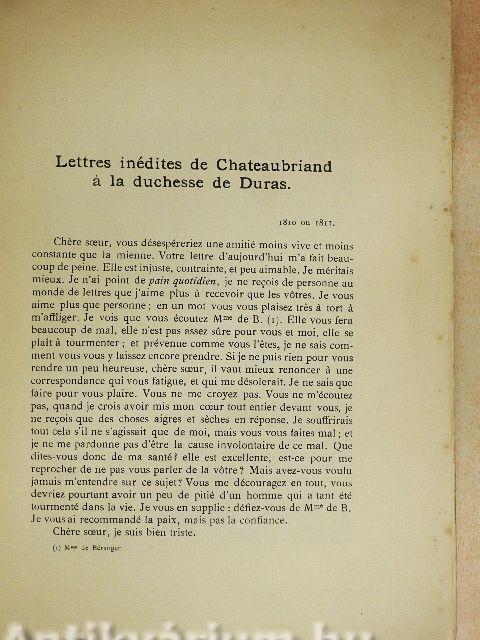 Lettres inédites de Chateaubriand
à la duchesse de Duras.
1810 ou 1811.
Chère sœur, vous désespéreriez une amitié moins vive et moins
constante que la mienne. Votre lettre d'aujourd'hui m'a fait beau-
coup de peine. Elle est injuste, contrainte, et peu aimable. Je méritais
mieux. Je n'ai point de pain quotidien, je ne reçois de personne au
monde de lettres que j'aime plus à recevoir que les vôtres. Je vous
aime plus que personne ; en un mot vous vous plaisez très à tort à
m'affliger. Je vois que vous écoutez Mme de B. (1). Elle vous fera
beaucoup de mal, elle n'est pas assez sûre pour vous et moi, elle se
plaît à tourmenter ; et prévenue comme vous l'êtes, je ne sais com-
ment vous vous y laissez encore prendre. Si je ne puis rien pour vous
rendre un peu heureuse, chère sœur, il vaut mieux renoncer à une
correspondance qui vous fatigue, et qui me désolerait. Je ne sais que
faire pour vous plaire. Vous ne me croyez pas. Vous ne m'écoutez
pas, quand je crois avoir mis mon cœur tout entier devant vous, je
ne reçois que des choses aigres et sèches en réponse. Je souffrirais
tout cela s'il ne s'agissait que de moi, mais vous vous faites mal ; et
je ne me pardonne pas d'être la cause involontaire de ce mal. Que
dites-vous donc de ma santé? elle est excellente, est-ce pour me
reprocher de ne pas vous parler de la vôtre? Mais avez-vous voulu
jamais m'entendre sur ce sujet? Vous me découragez en tout, vous
devriez pourtant avoir un peu de pitié d'un homme qui a tant été
tourmenté dans la vie. Je vous en supplie : défiez-vous de Mme de B.
Je vous ai recommandé la paix, mais pas la confiance.
Chère sœur, je suis bien triste.
(1) Mme de Béranger
Antikvárium.hu